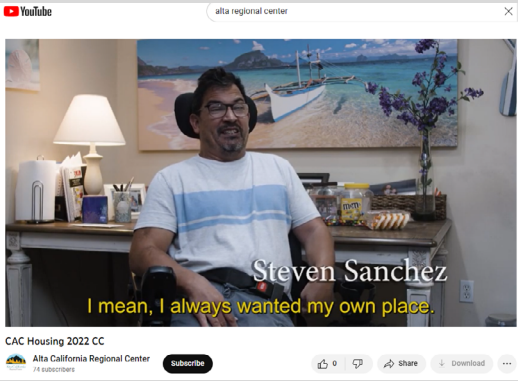 YouTube
alta regional center
m&m's
Steven Sanchez
I mean, I always wanted my own place.
CAC Housing 2022 CC
Alta California Regional Center
74 subscribers
Subscribe
0
Share
Download